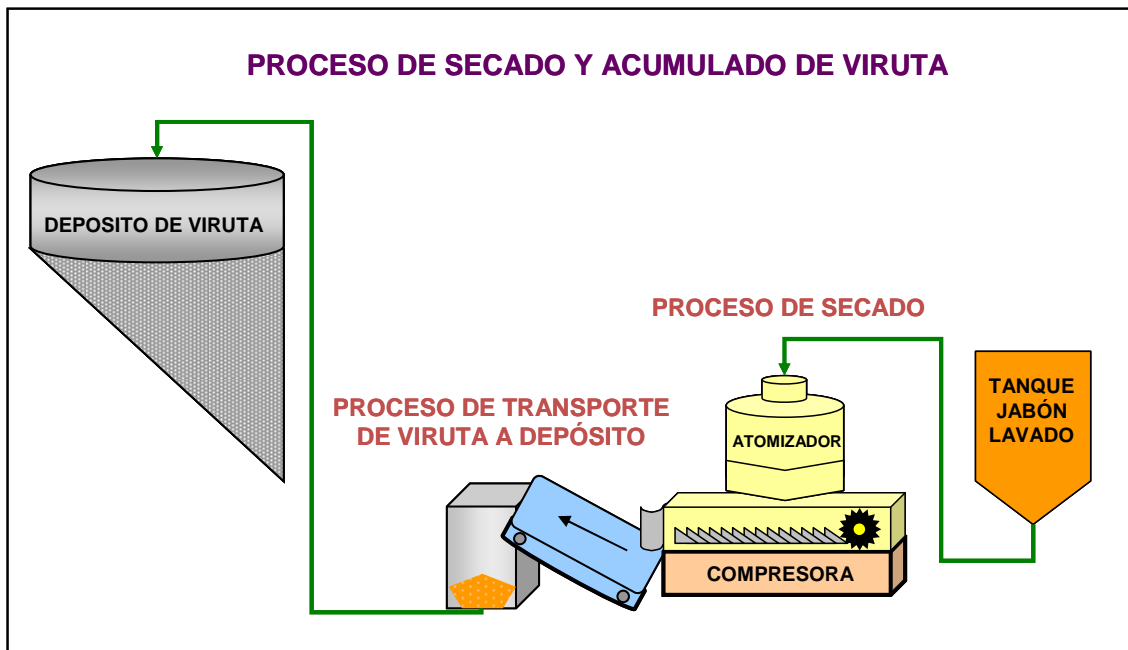 PROCESO DE SECADO Y ACUMULADO DE VIRUTA
DEPOSITO DE VIRUTA
PROCESO DE SECADO
TANQUE
JABÓN
LAVADO
PROCESO DE TRANSPORTE
DE VIRUTA A DEPÓSITO
ATOMIZADOR
COMPRESORA